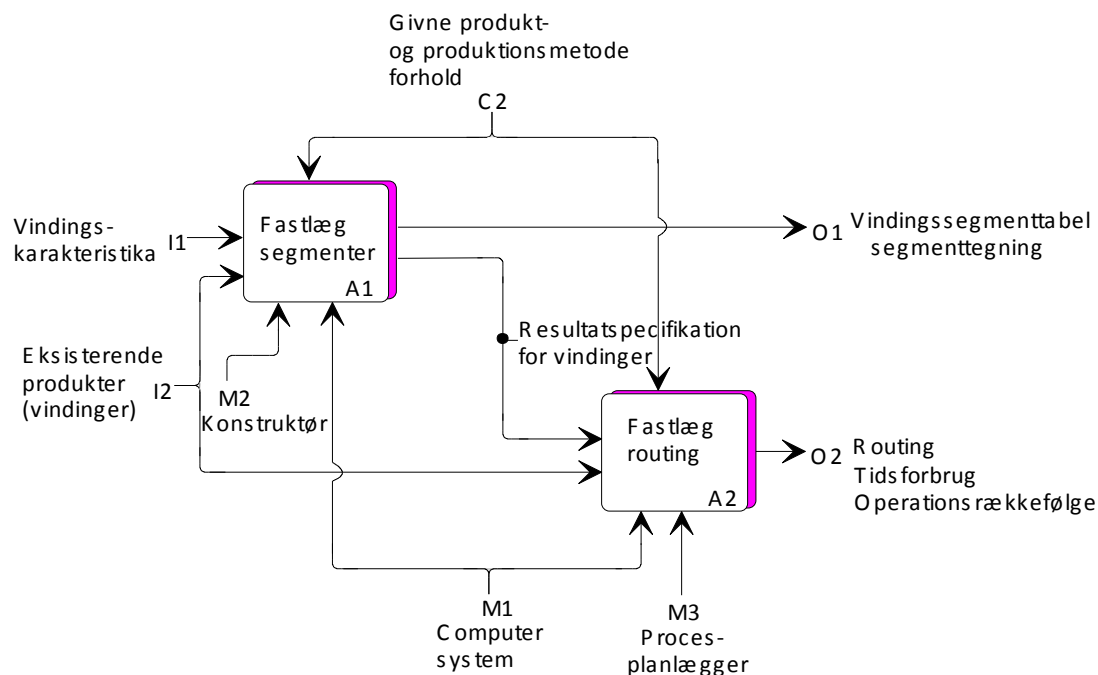 Givne produkt-
og produktionsmetode
forhold
C2
Vindings-
karakteristika
I1
Fastlæg
segmenter
A1
O1
Vindingssegmenttabel
segmenttegning
Eksisterende
produkter
(vindinger)
I2
M2
Konstruktør
Resultatspecifikation
for vindinger
Fastlæg
routing
A2
O2
Routing
Tidsforbrug
Operationsrækkefølge
M1
Computer
system
M3
Proces-
planlægger